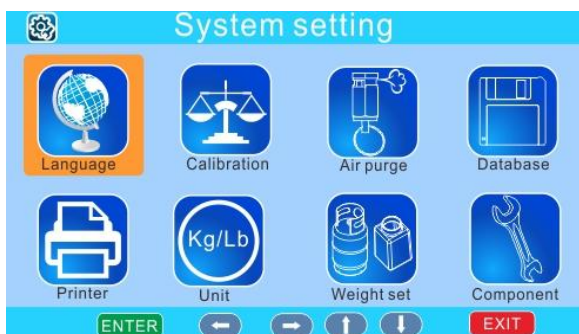 System setting
Language Calibration Air purge Database
Kg/Lb
Printer Unit Weight set Component
ENTER EXIT